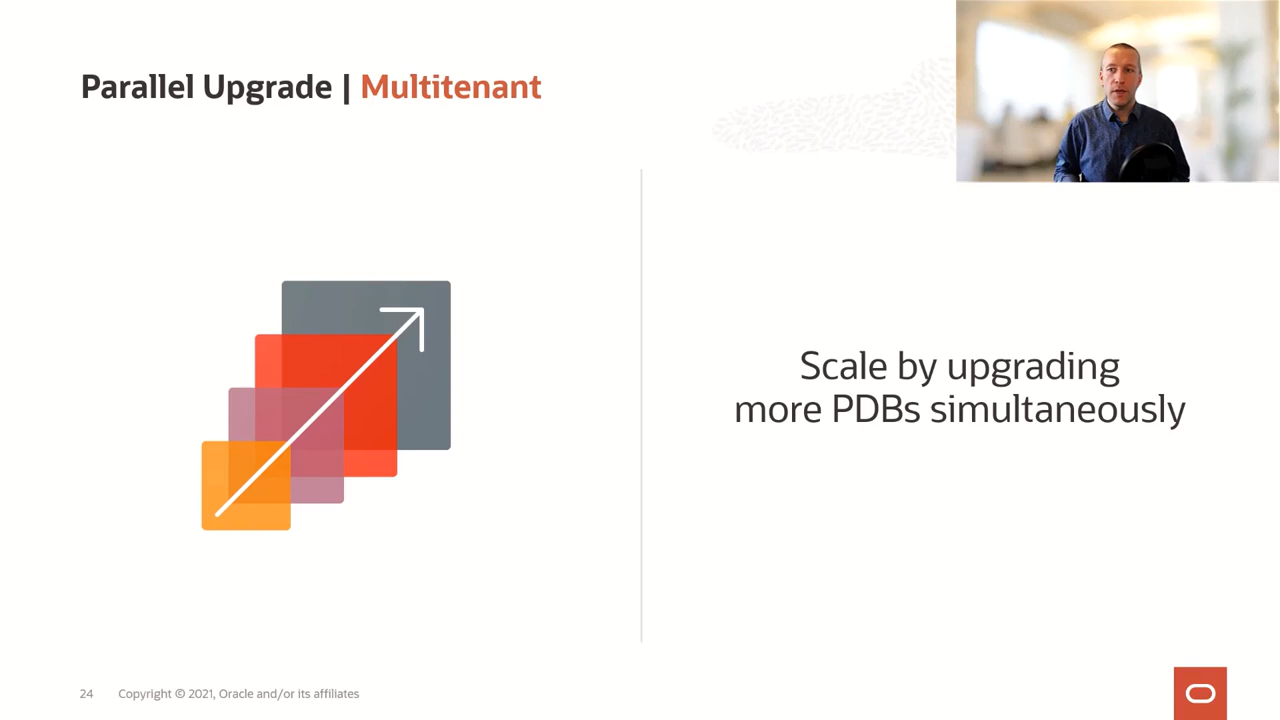 Parallel Upgrade | Multitenant
Scale by upgrading
more PDBs simultaneously
24 Copyright © 2021, Oracle and/or its affiliates